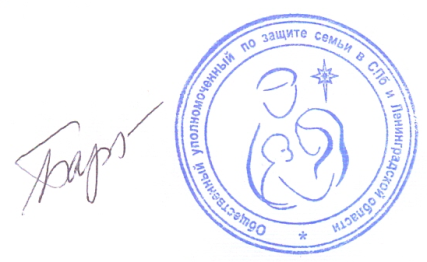 Общественный уполномоченный по защите семьи в СПб и Ленинградской области *